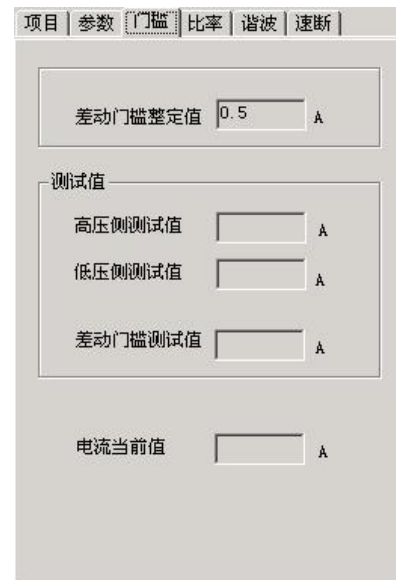 项目 参数 门槛 比率 谐波 速断
差动门槛整定值 0.5 A
测试值
高压侧测试值 A
低压侧测试值 A
差动门槛测试值 A
电流当前值 A